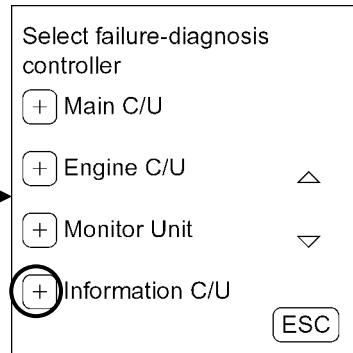 Select failure-diagnosis
controller
+ Main C/U
+ Engine C/U
+ Monitor Unit
+ Information C/U
ESC